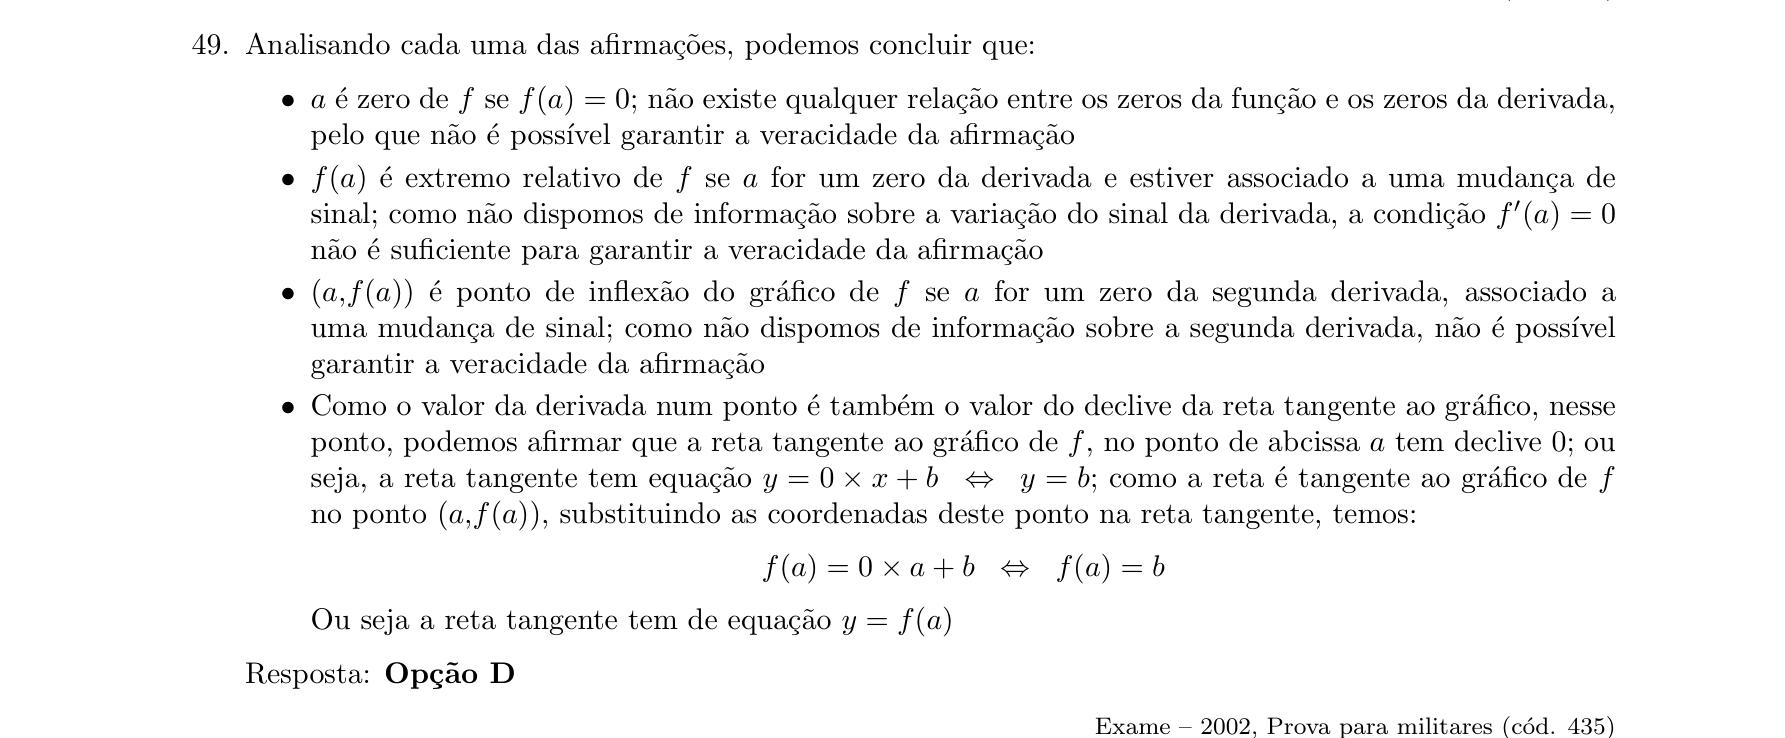 49. Analisando cada uma das afirmações, podemos concluir que:
• a é zero de f se f(a) = 0; não existe qualquer relação entre os zeros da função e os zeros da derivada,
pelo que não é possível garantir a veracidade da afirmação
• f(a) é extremo relativo de f se a for um zero da derivada e estiver associado a uma mudança de
sinal; como não dispomos de informação sobre a variação do sinal da derivada, a condição f′(a) = 0
não é suficiente para garantir a veracidade da afirmação
• (a,f(a)) é ponto de inflexão do gráfico de f se a for um zero da segunda derivada, associado a
uma mudança de sinal; como não dispomos de informação sobre a segunda derivada, não é possível
garantir a veracidade da afirmação
• Como o valor da derivada num ponto é também o valor do declive da reta tangente ao gráfico, nesse
ponto, podemos afirmar que a reta tangente ao gráfico de f, no ponto de abcissa a tem declive 0; ou
seja, a reta tangente tem equação y = 0 × x + b ⇔ y = b; como a reta é tangente ao gráfico de f
no ponto (a,f(a)), substituindo as coordenadas deste ponto na reta tangente, temos:
f(a) = 0 × a + b ⇔ f(a) = b
Ou seja a reta tangente tem de equação y = f(a)
Resposta: Opção D
Exame – 2002, Prova para militares (cód. 435)